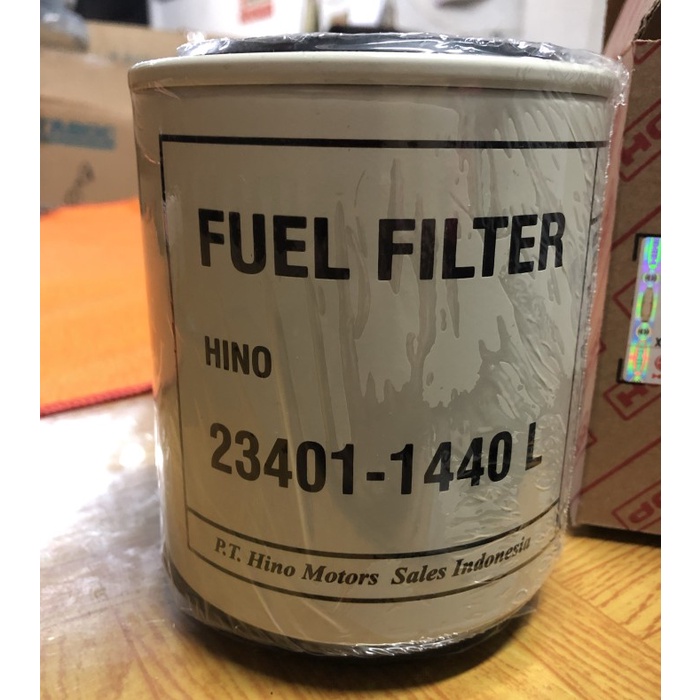 FUEL FILTER
HINO
23401-1440 L
P.T. Hino Motors Sales Indonesia